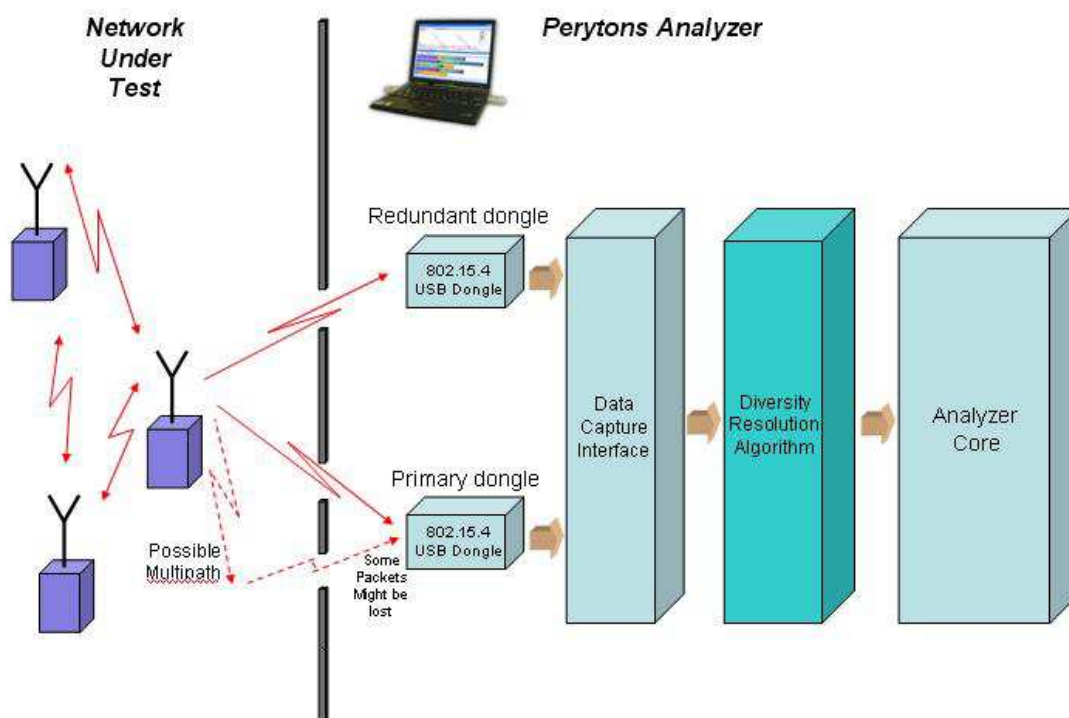 Network
Under
Test
Perytons Analyzer
Redundant dongle
802.15.4
USB Dongle
Data
Capture
Interface
Diversity
Resolution
Algorithm
Analyzer
Core
Primary dongle
802.15.4
USB Dongle
Possible
Multipath
Some
Packets
Might be
lost